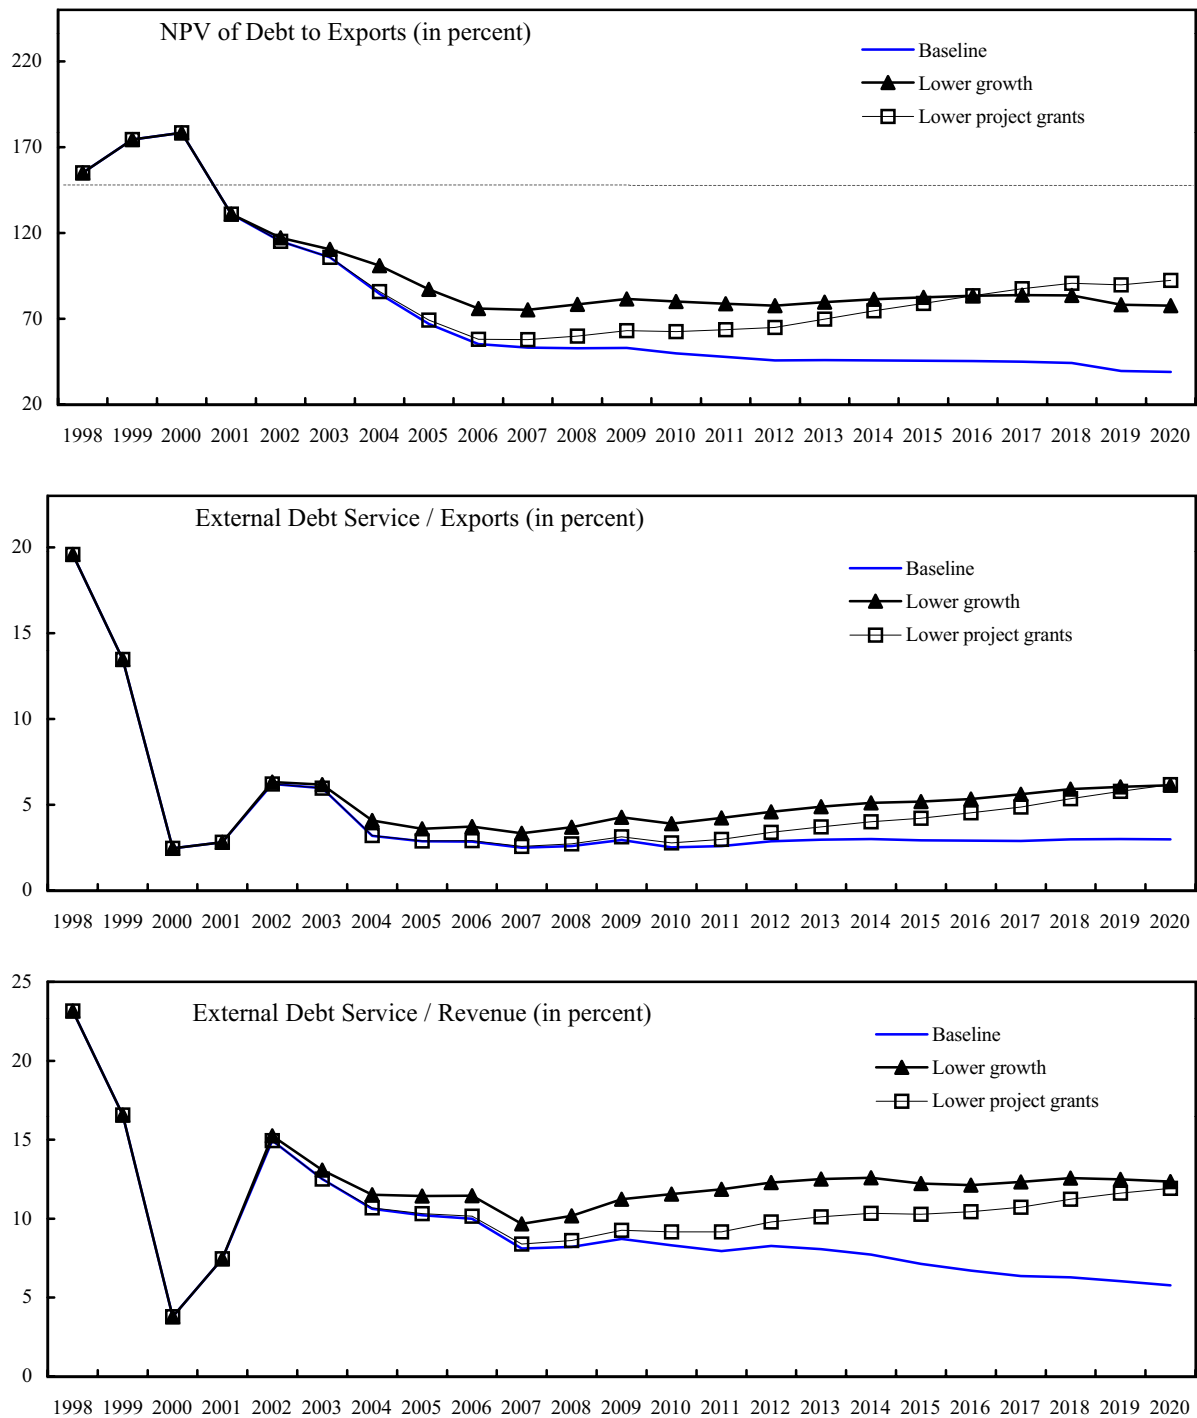 NPV of Debt to Exports (in percent)
Baseline
Lower growth
Lower project grants
220
170
120
70
20
1998 1999 2000 2001 2002 2003 2004 2005 2006 2007 2008 2009 2010 2011 2012 2013 2014 2015 2016 2017 2018 2019 2020
External Debt Service / Exports (in percent)
Baseline
Lower growth
Lower project grants
20
15
10
5
0
1998 1999 2000 2001 2002 2003 2004 2005 2006 2007 2008 2009 2010 2011 2012 2013 2014 2015 2016 2017 2018 2019 2020
External Debt Service / Revenue (in percent)
Baseline
Lower growth
Lower project grants
25
20
15
10
5
0
1998 1999 2000 2001 2002 2003 2004 2005 2006 2007 2008 2009 2010 2011 2012 2013 2014 2015 2016 2017 2018 2019 2020